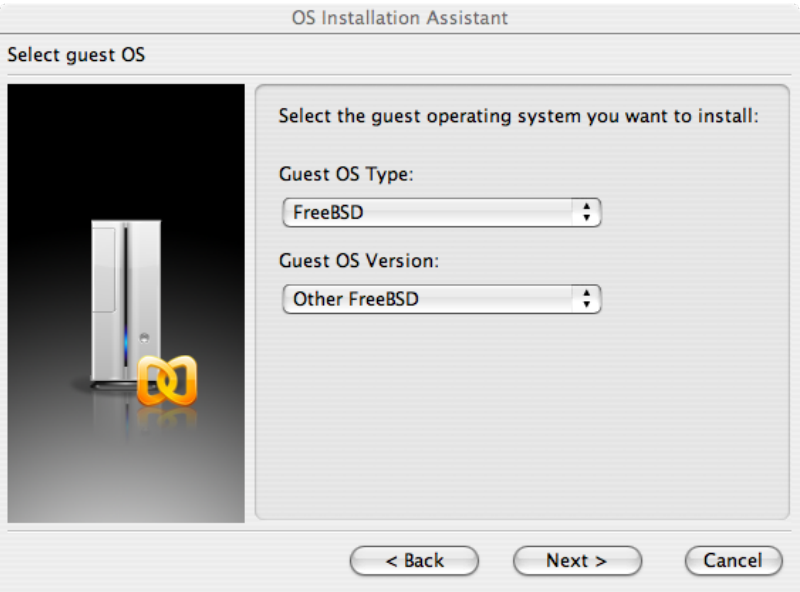 OS Installation Assistant
Select guest OS
Select the guest operating system you want to install:
Guest OS Type:
FreeBSD
Guest OS Version:
Other FreeBSD
< Back
Next >
Cancel